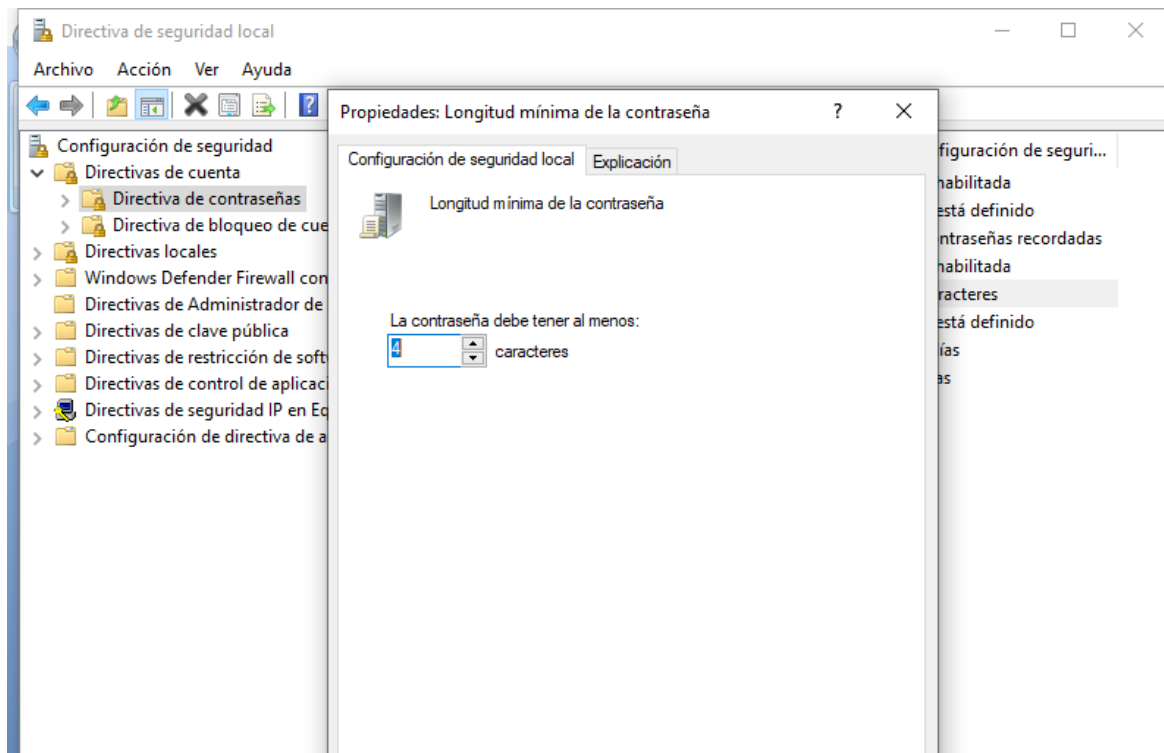 Directiva de seguridad local
Archivo Acción Ver Ayuda
Propiedades: Longitud mínima de la contraseña ? 
Configuración de seguridad
Directivas de cuenta
Directiva de contraseñas
Directiva de bloqueo de cue
Directivas locales
Windows Defender Firewall con
Directivas de Administrador de
Directivas de clave pública
Directivas de restricción de soft
Directivas de control de aplicaci
Directivas de seguridad IP en Eq
Configuración de directiva de a
Configuración de seguridad local Explicación
Longitud mínima de la contraseña
La contraseña debe tener al menos:
4 caracteres
figuración de seguri...
habilitada
está definido
ntraseñas recordadas
habilitada
racteres
está definido
ías
as